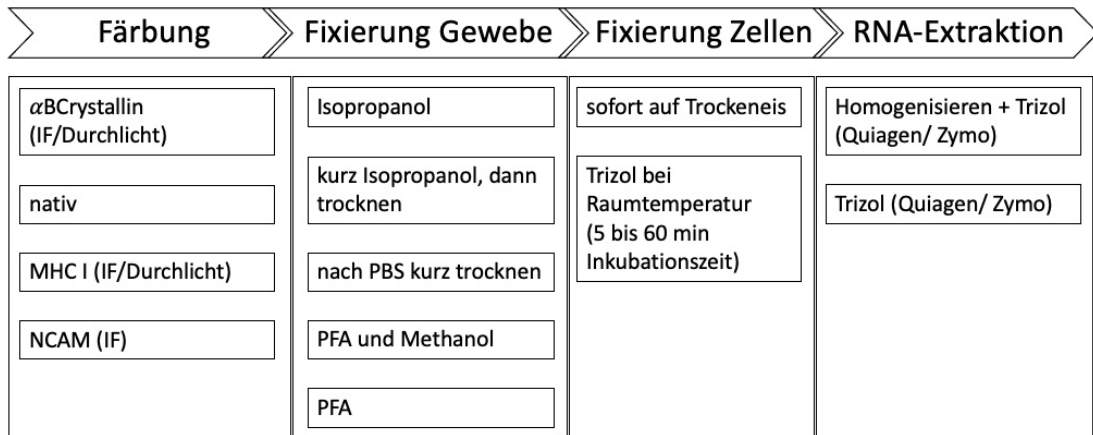 Färbung
Fixierung Gewebe
Fixierung Zellen
RNA-Extraktion
αBCrystallin
(IF/Durchlicht)
nativ
MHC I (IF/Durchlicht)
NCAM (IF)
Isopropanol
kurz Isopropanol, dann
trocknen
nach PBS kurz trocknen
PFA und Methanol
PFA
sofort auf Trockeneis
Trizol bei
Raumtemperatur
(5 bis 60 min
Inkubationszeit)
Homogenisieren + Trizol
(Quiagen/ Zymo)
Trizol (Quiagen/ Zymo)